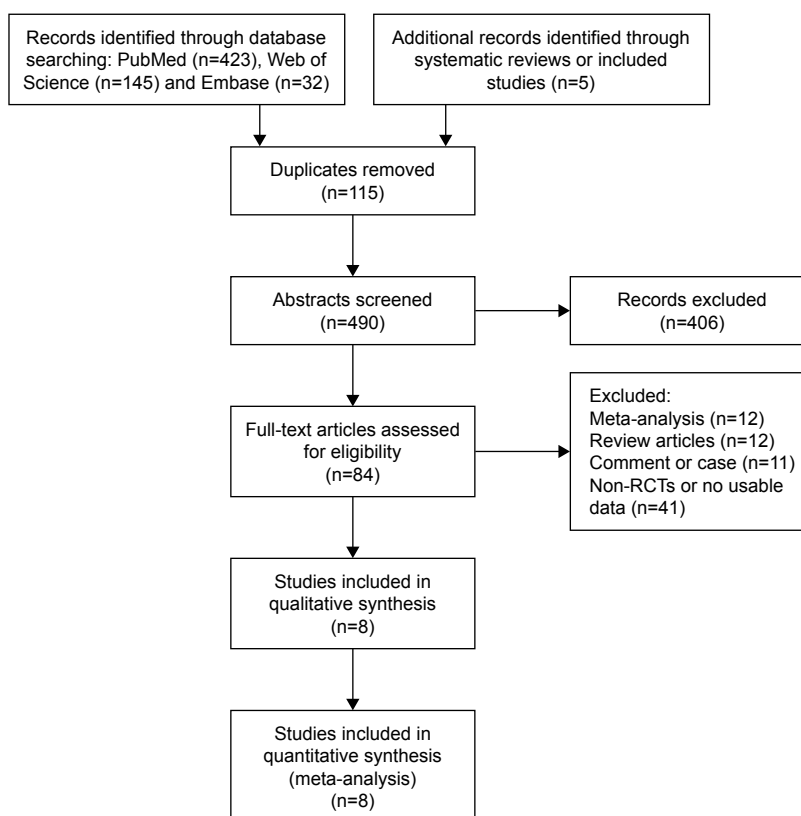 Records identified through database
searching: PubMed (n=423), Web of
Science (n=145) and Embase (n=32)
Additional records identified through
systematic reviews or included
studies (n=5)
Duplicates removed
(n=115)
Abstracts screened
(n=490)
Records excluded
(n=406)
Full-text articles assessed
for eligibility
(n=84)
Excluded:
Meta-analysis (n=12)
Review articles (n=12)
Comment or case (n=11)
Non-RCTs or no usable
data (n=41)
Studies included in
qualitative synthesis
(n=8)
Studies included in
quantitative synthesis
(meta-analysis)
(n=8)